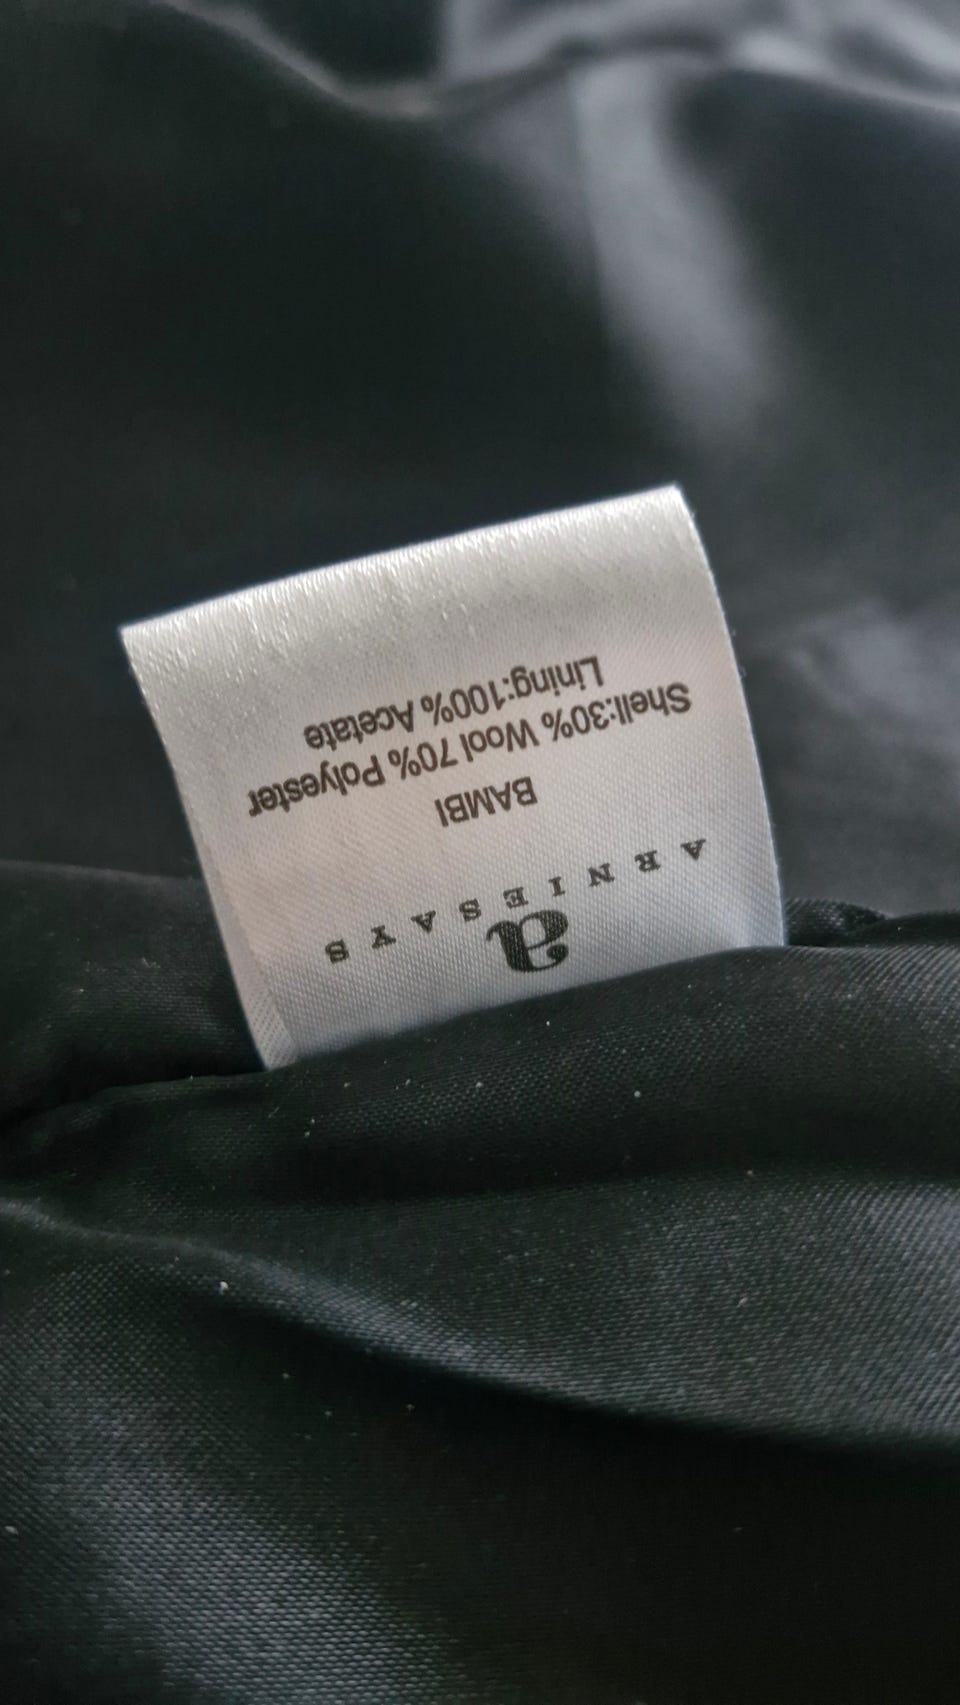 a
ARNIESAYS
BAMBI
Shell:30% Wool 70% Polyester
Lining:100% Acetate